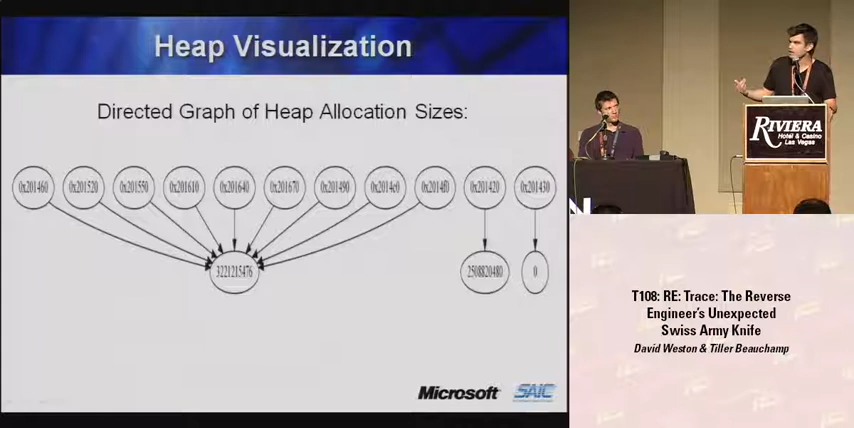 Heap Visualization
Directed Graph of Heap Allocation Sizes:
0x201460 0x201520 0x201550 0x201610 0x201640 0x201670 0x201490 0x2014c0 0x2014f0 0x201420 0x201430
3221215476 2508820480 0
Microsoft SAIC
RIVIERA
Hotel & Casino
Las Vegas
N
T108: RE: Trace: The Reverse
Engineer's Unexpected
Swiss Army Knife
David Weston & Tiller Beauchamp